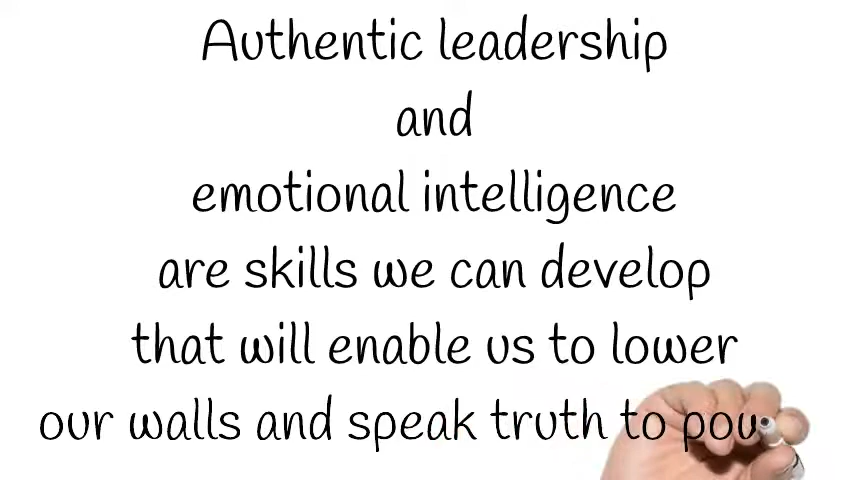 Authentic leadership
and
emotional intelligence
are skills we can develop
that will enable us to lower
our walls and speak truth to